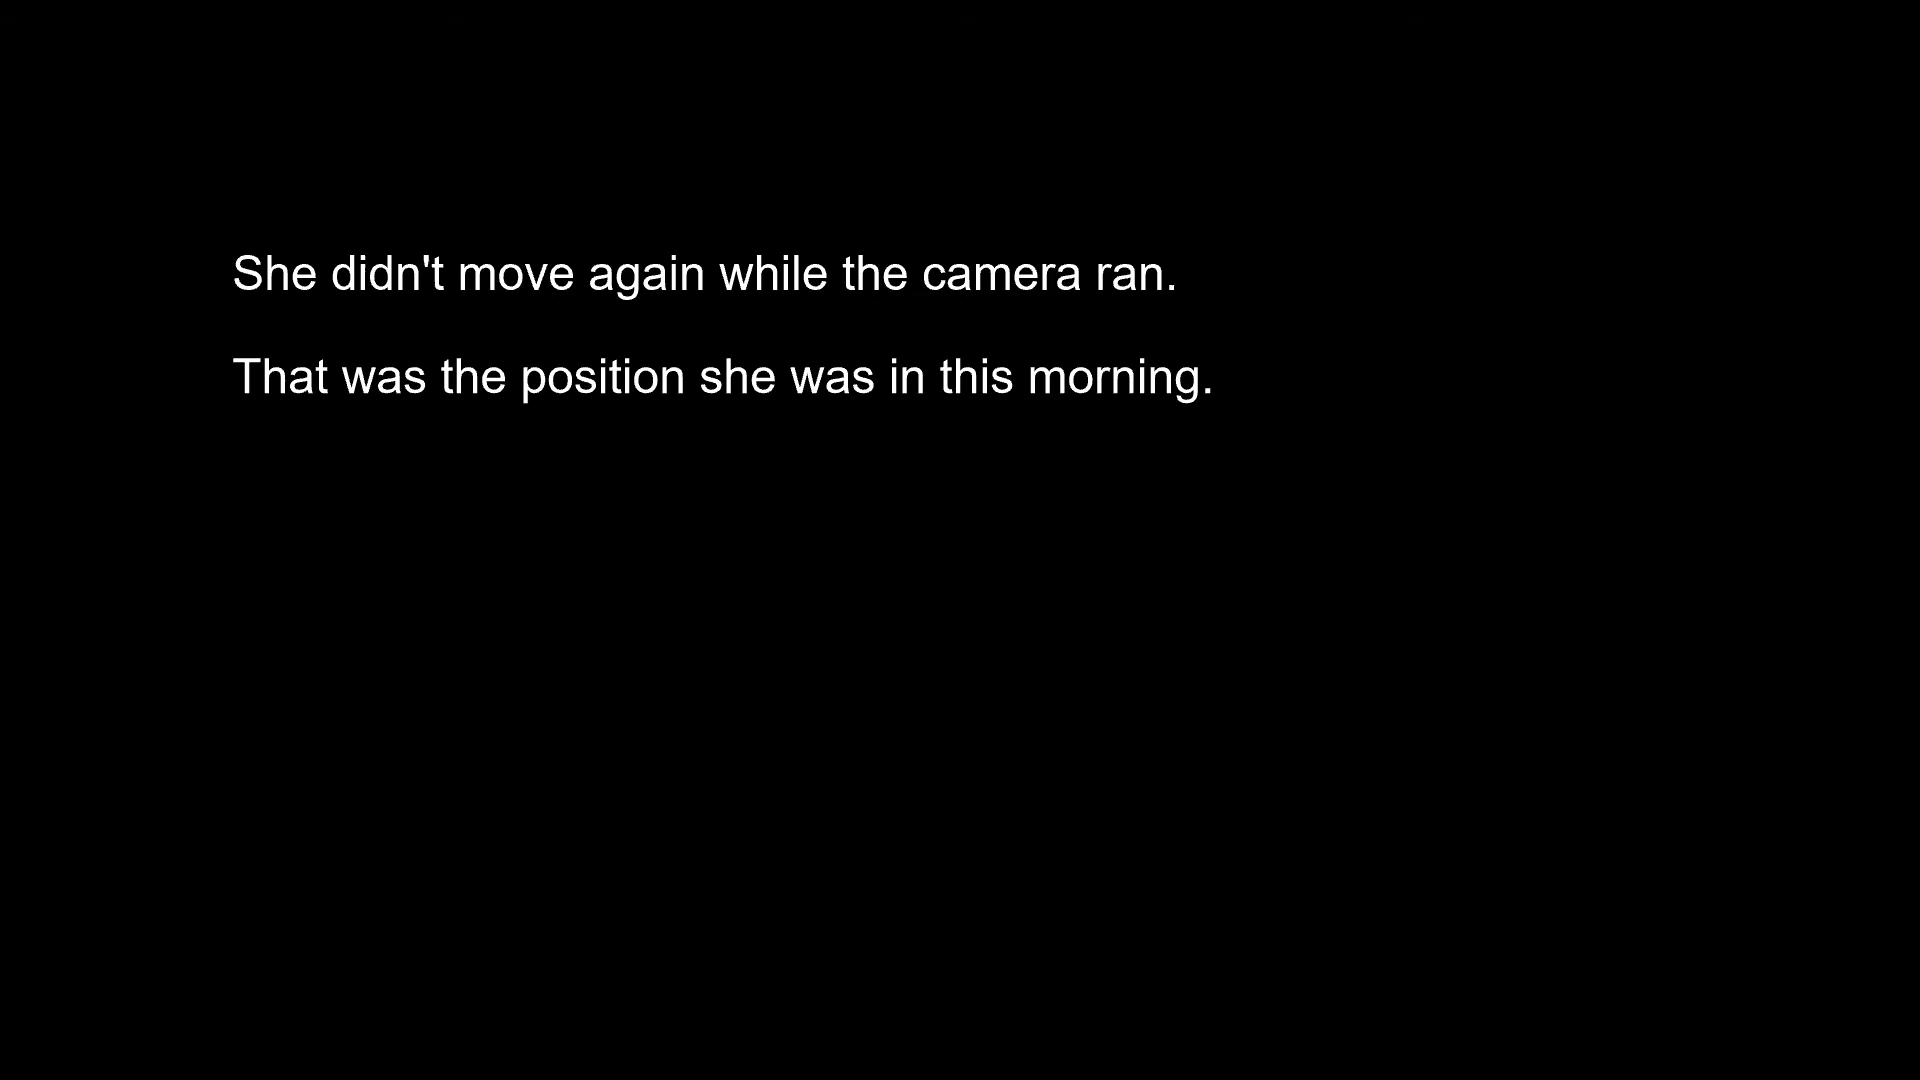 She didn't move again while the camera ran.
That was the position she was in this morning.